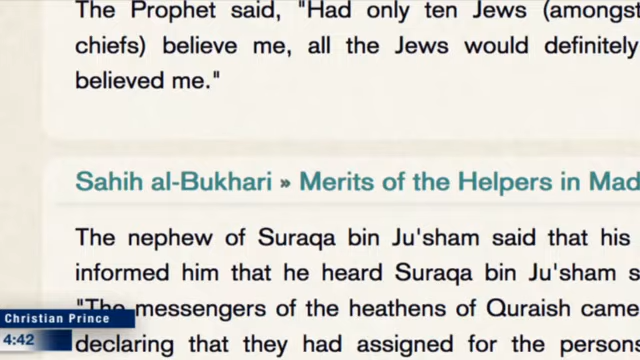 The Prophet said, "Had only ten Jews (amongst
chiefs) believe me, all the Jews would definitely
believed me."
Sahih al-Bukhari » Merits of the Helpers in Mad
The nephew of Suraqa bin Ju'sham said that his
informed him that he heard Suraqa bin Ju'sham s
"The messengers of the heathens of Quraish came
declaring that they had assigned for the persons
Christian Prince
4:42